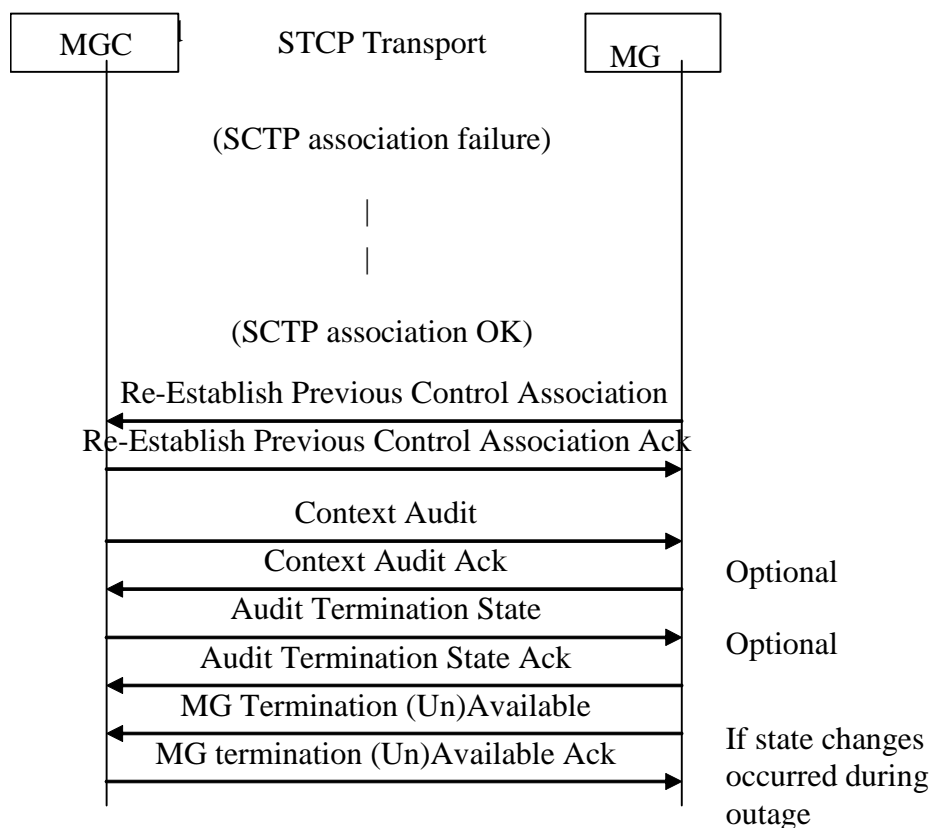 MGC STCP Transport MG
(SCTP association failure)
|
|
(SCTP association OK)
Re-Establish Previous Control Association
Re-Establish Previous Control Association Ack
Context Audit
Context Audit Ack
Optional
Audit Termination State
Optional
Audit Termination State Ack
MG Termination (Un)Available
MG termination (Un)Available Ack
If state changes
occurred during
outage